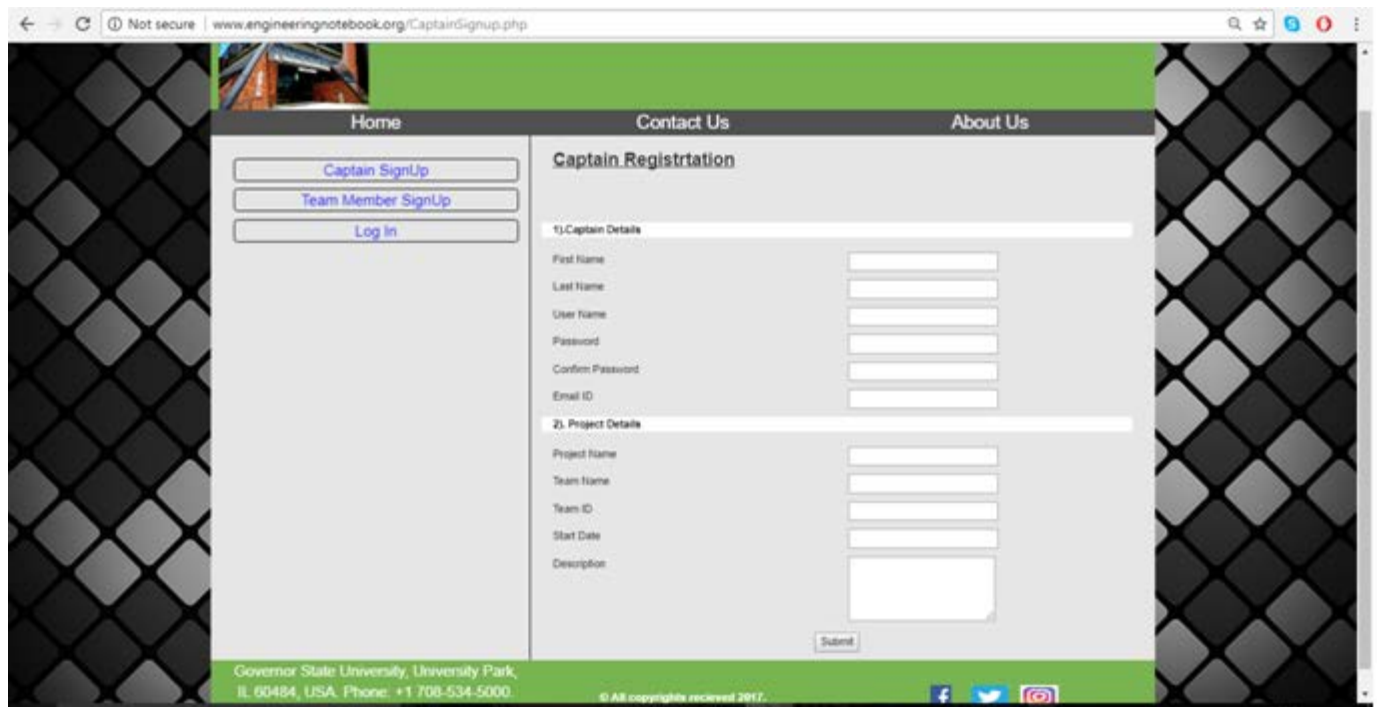 Not secure www.engineeringnotebook.org/CaptainSignup.php
Home Contact Us About Us
Captain SignUp
Team Member SignUp
Log In
Captain Registrtation
1).Captain Details
First Name
Last Name
User Name
Password
Confirm Password
Email ID
2). Project Details
Project Name
Team Name
Team ID
Start Date
Description
Submit
Governor State University, University Park,
IL 60484, USA. Phone: +1 708-534-5000.
© All copyrights recieved 2017.